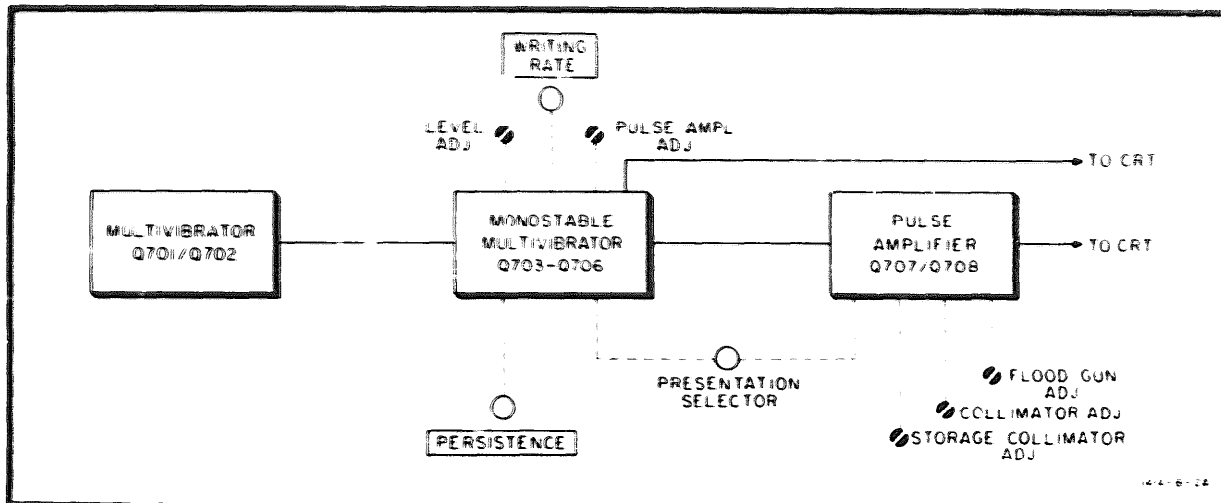 WRITING
RATE
LEVEL
ADJ
PULSE AMPL
ADJ
TO CRT
MULTIVIBRATOR
Q701/Q702
MONOSTABLE
MULTIVIBRATOR
Q703-Q706
PULSE
AMPLIFIER
Q707/Q708
TO CRT
PRESENTATION
SELECTOR
PERSISTENCE
FLOOD GUN
ADJ
COLLIMATOR ADJ
STORAGE COLLIMATOR
ADJ